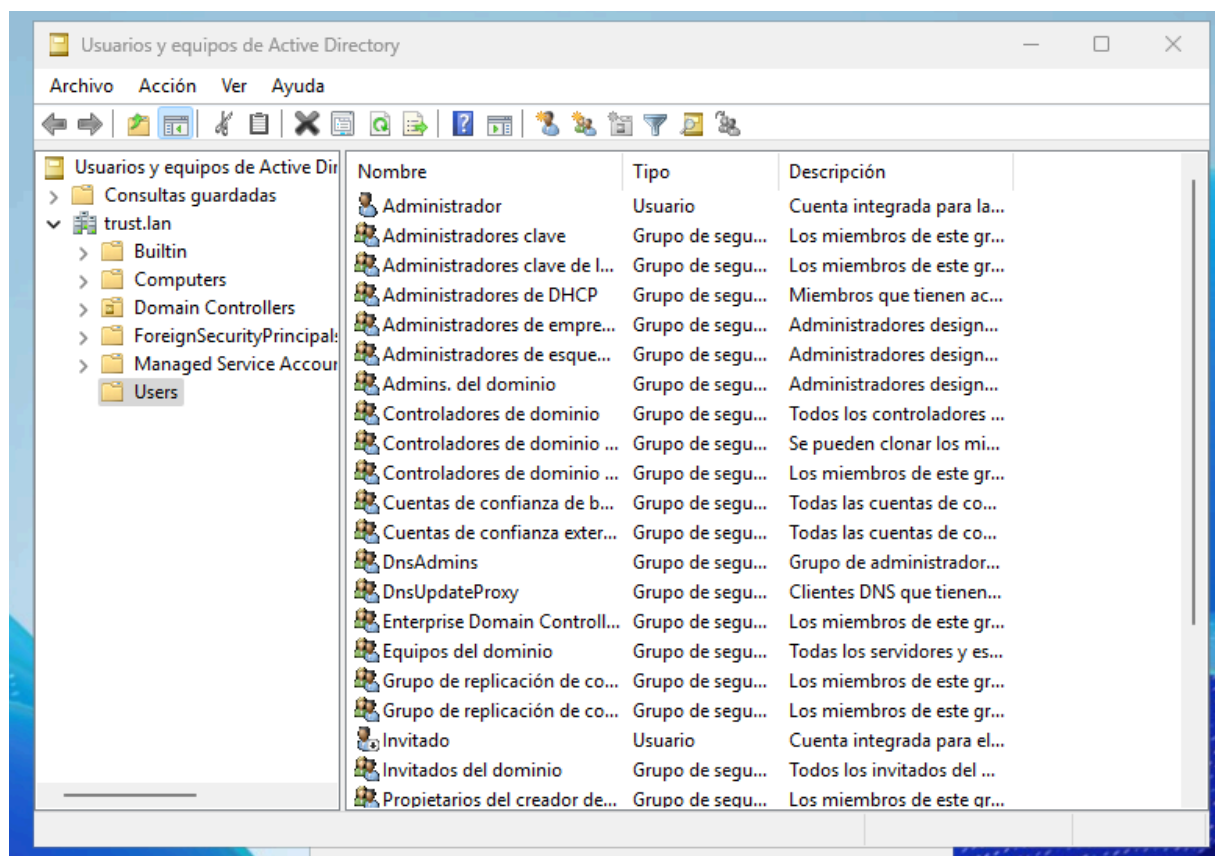 Usuarios y equipos de Active Directory
Archivo Acción Ver Ayuda
Usuarios y equipos de Active Dir
Consultas guardadas
trust.lan
Builtin
Computers
Domain Controllers
ForeignSecurityPrincipals
Managed Service Accour
Users
Nombre Tipo Descripción
Administrador Usuario Cuenta integrada para la...
Administradores clave Grupo de segu... Los miembros de este gr...
Administradores clave de l... Grupo de segu... Los miembros de este gr...
Administradores de DHCP Grupo de segu... Miembros que tienen ac...
Administradores de empre... Grupo de segu... Administradores design...
Administradores de esque... Grupo de segu... Administradores design...
Admins. del dominio Grupo de segu... Administradores design...
Controladores de dominio Grupo de segu... Todos los controladores ...
Controladores de dominio ... Grupo de segu... Se pueden clonar los mi...
Controladores de dominio ... Grupo de segu... Los miembros de este gr...
Cuentas de confianza de b... Grupo de segu... Todas las cuentas de co...
Cuentas de confianza exter... Grupo de segu... Todas las cuentas de co...
DnsAdmins Grupo de segu... Grupo de administrador...
DnsUpdateProxy Grupo de segu... Clientes DNS que tienen...
Enterprise Domain Controll... Grupo de segu... Los miembros de este gr...
Equipos del dominio Grupo de segu... Todas los servidores y es...
Grupo de replicación de co... Grupo de segu... Los miembros de este gr...
Grupo de replicación de co... Grupo de segu... Los miembros de este gr...
Invitado Usuario Cuenta integrada para el...
Invitados del dominio Grupo de segu... Todos los invitados del ...
Propietarios del creador de... Grupo de segu... Los miembros de este gr...